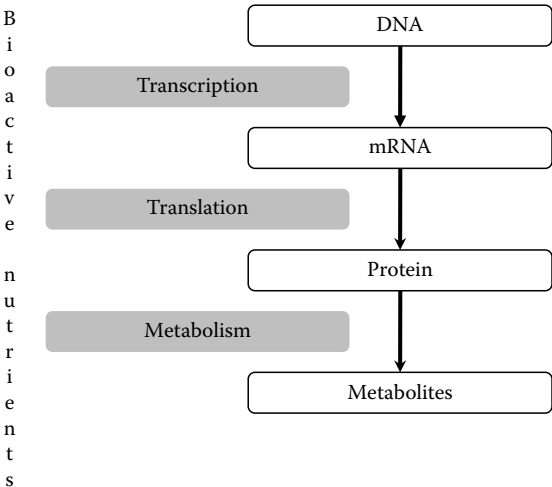 Bioactive nutrients
DNA
Transcription
mRNA
Translation
Protein
Metabolism
Metabolites